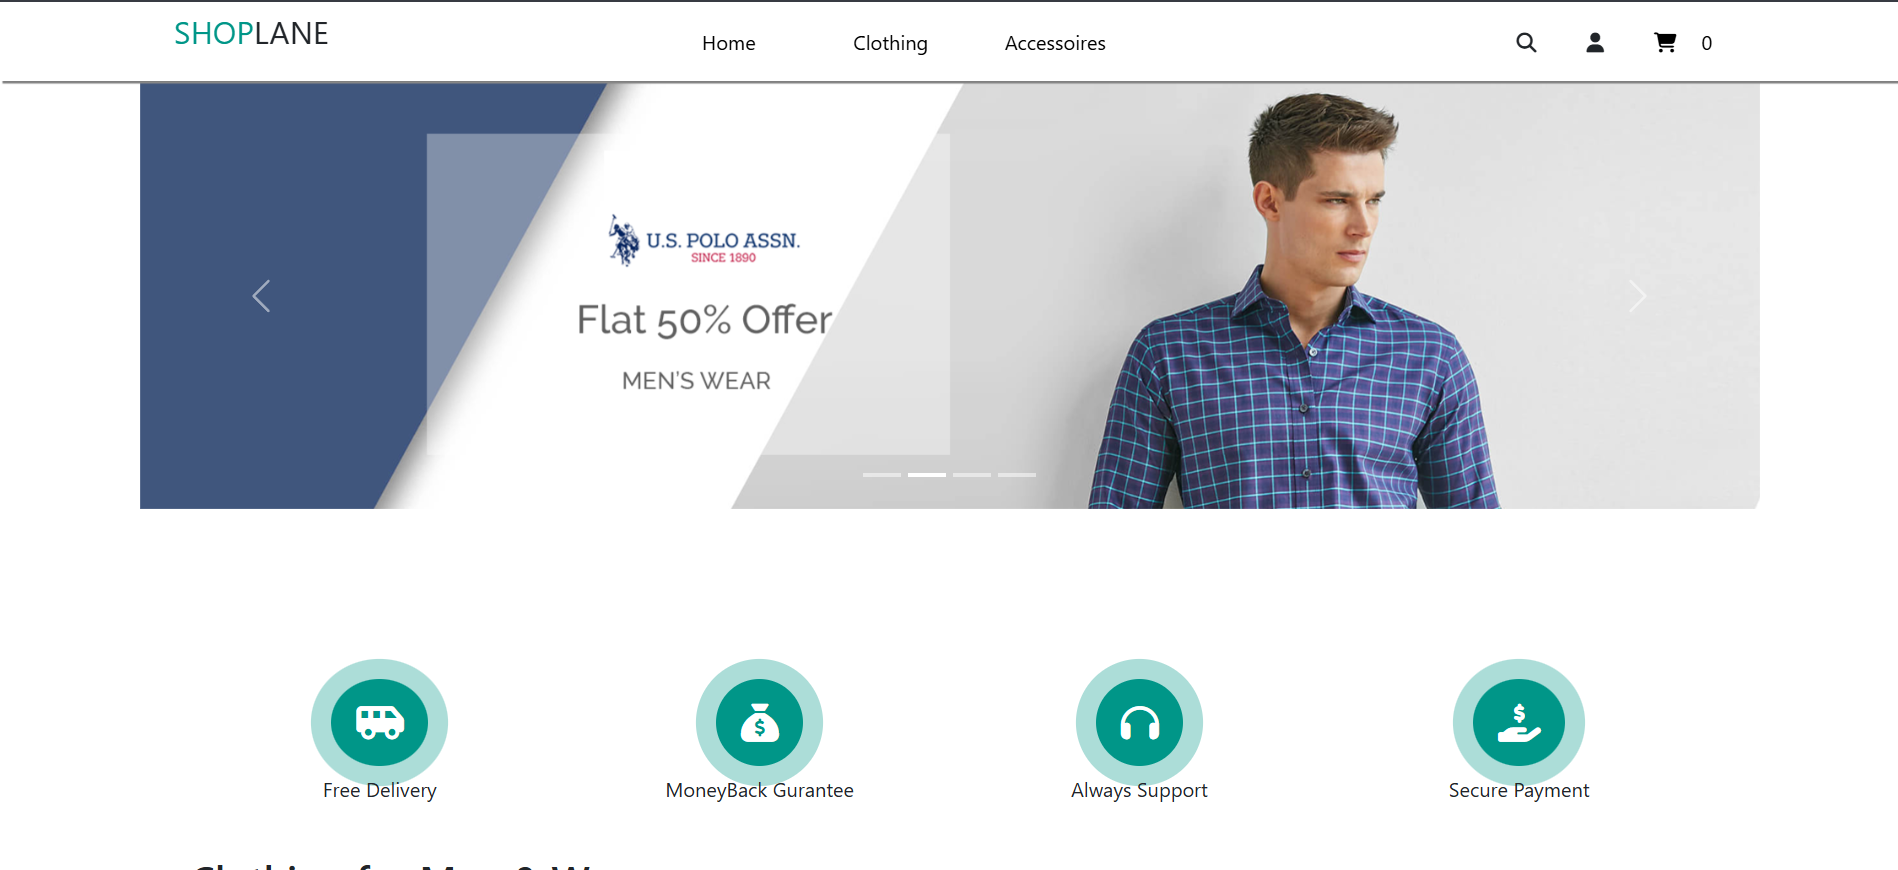 SHOPLANE
Home
Clothing
Accessoires
0
U.S. POLO ASSN.
SINCE 1890
Flat 50% Offer
MEN'S WEAR
Free Delivery
MoneyBack Gurantee
Always Support
Secure Payment